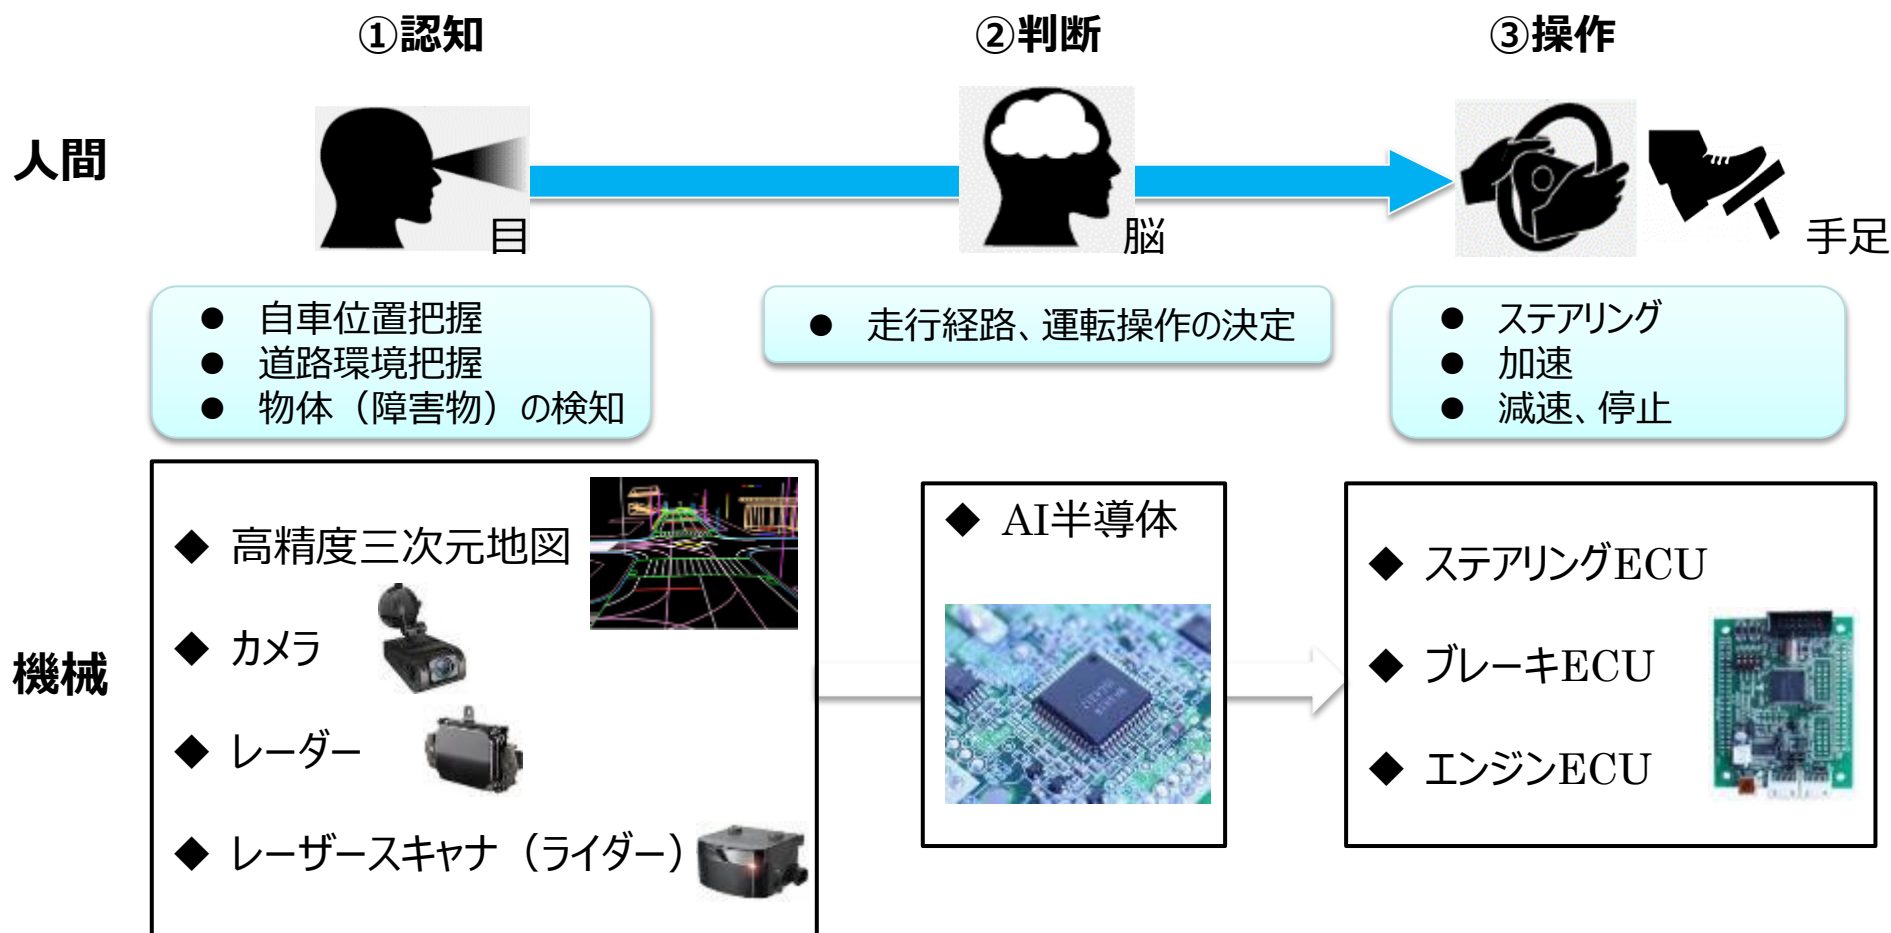 ①認知
②判断
③操作
人間
目
脳
手足
● 自車位置把握
● 道路環境把握
● 物体（障害物）の検知
● 走行経路、運転操作の決定
● ステアリング
● 加速
● 減速、停止
機械
◆ 高精度三次元地図
◆ カメラ
◆ レーダー
◆ レーザースキャナ（ライダー）
◆ AI半導体
◆ ステアリングECU
◆ ブレーキECU
◆ エンジンECU